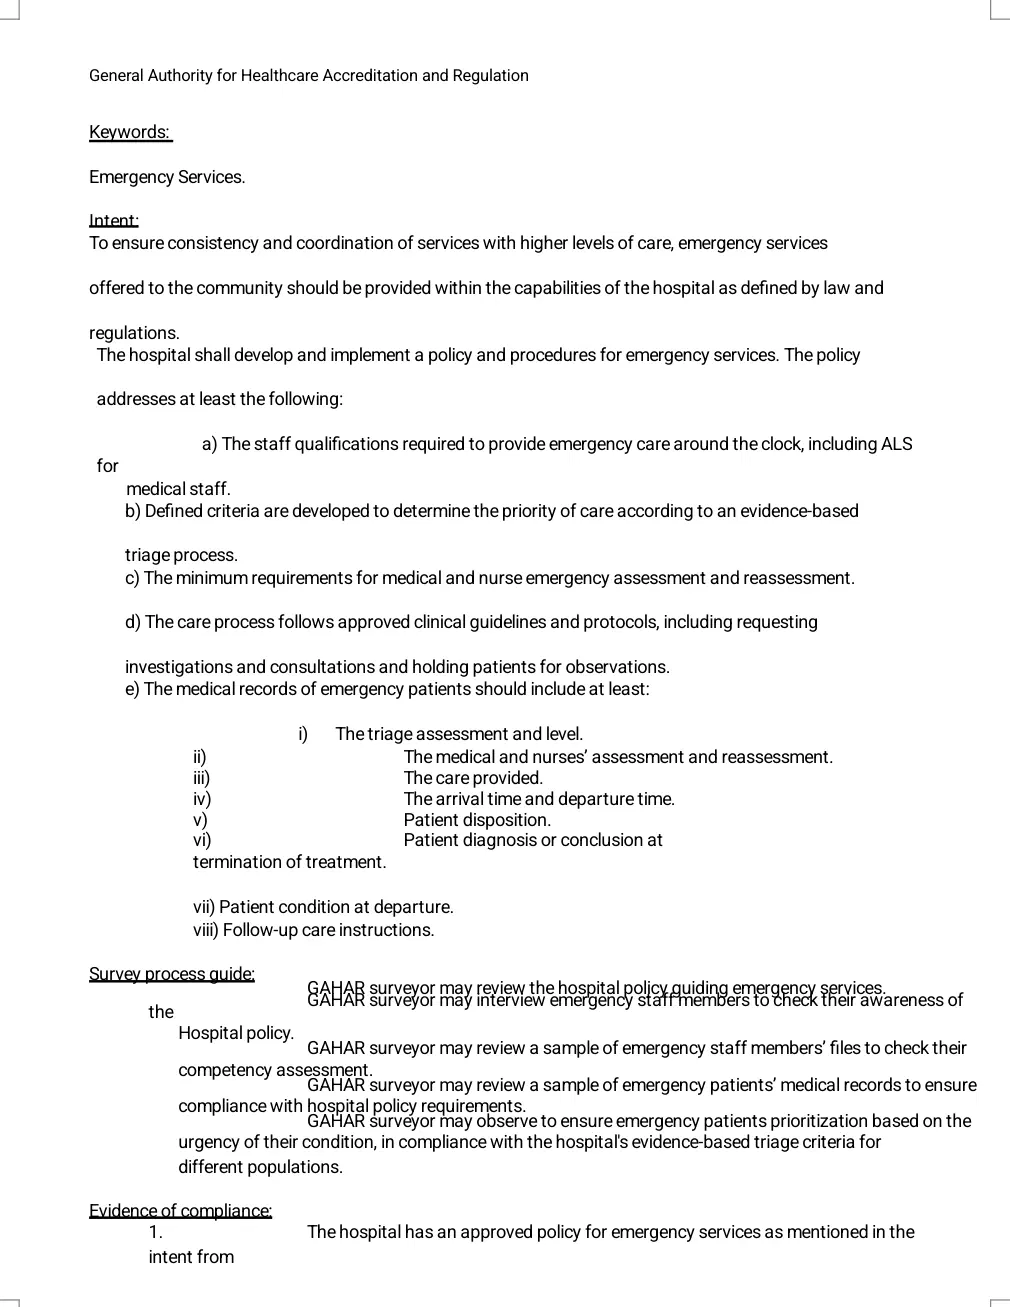 General Authority for Healthcare Accreditation and Regulation
Keywords:
Emergency Services.
Intent:
To ensure consistency and coordination of services with higher levels of care, emergency services
offered to the community should be provided within the capabilities of the hospital as defined by law and
regulations.
The hospital shall develop and implement a policy and procedures for emergency services. The policy
addresses at least the following:
a) The staff qualifications required to provide emergency care around the clock, including ALS
for
medical staff.
b) Defined criteria are developed to determine the priority of care according to an evidence-based
triage process.
c) The minimum requirements for medical and nurse emergency assessment and reassessment.
d) The care process follows approved clinical guidelines and protocols, including requesting
investigations and consultations and holding patients for observations.
e) The medical records of emergency patients should include at least:
i) The triage assessment and level.
ii) The medical and nurses’ assessment and reassessment.
iii) The care provided.
iv) The arrival time and departure time.
v) Patient disposition.
vi) Patient diagnosis or conclusion at
termination of treatment.
vii) Patient condition at departure.
viii) Follow-up care instructions.
Survey process guide:
GAHAR surveyor may review the hospital policy guiding emergency services.
GAHAR surveyor may interview emergency staff members to check their awareness of
the
Hospital policy.
GAHAR surveyor may review a sample of emergency staff members’ files to check their
competency assessment.
GAHAR surveyor may review a sample of emergency patients’ medical records to ensure
compliance with hospital policy requirements.
GAHAR surveyor may observe to ensure emergency patients prioritization based on the
urgency of their condition, in compliance with the hospital's evidence-based triage criteria for
different populations.
Evidence of compliance:
1. The hospital has an approved policy for emergency services as mentioned in the
intent from